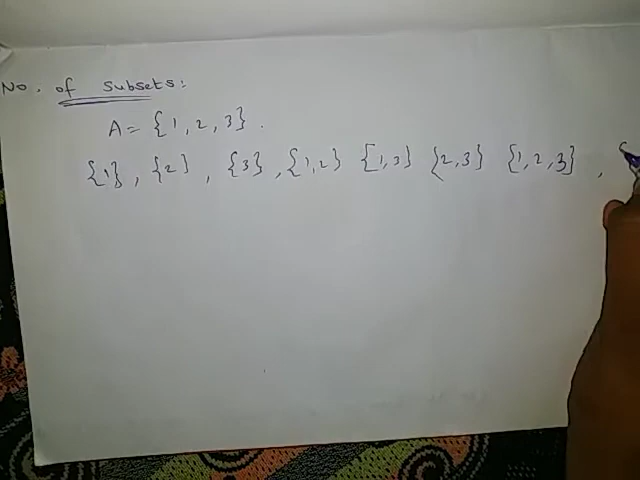 No. of subsets:
A = {1, 2, 3}.
{1}, {2}, {3}, {1,2} {1,3} {2,3} {1,2,3}, {